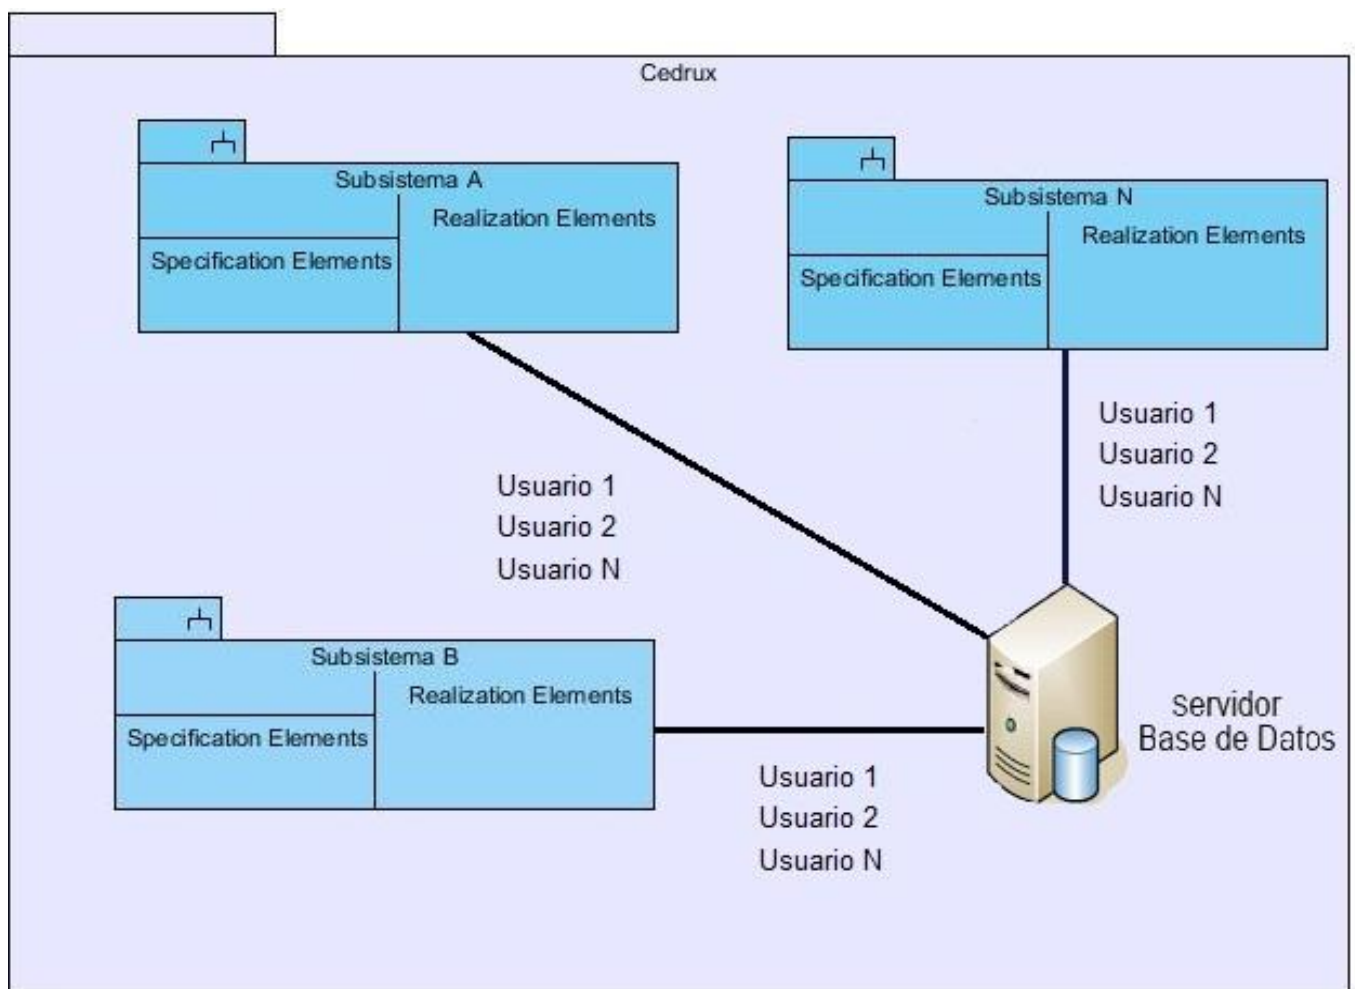 Cedrux
Subsistema A
Realization Elements
Specification Elements
Subsistema N
Realization Elements
Specification Elements
Usuario 1
Usuario 2
Usuario N
Usuario 1
Usuario 2
Usuario N
Subsistema B
Realization Elements
Specification Elements
Servidor
Base de Datos
Usuario 1
Usuario 2
Usuario N